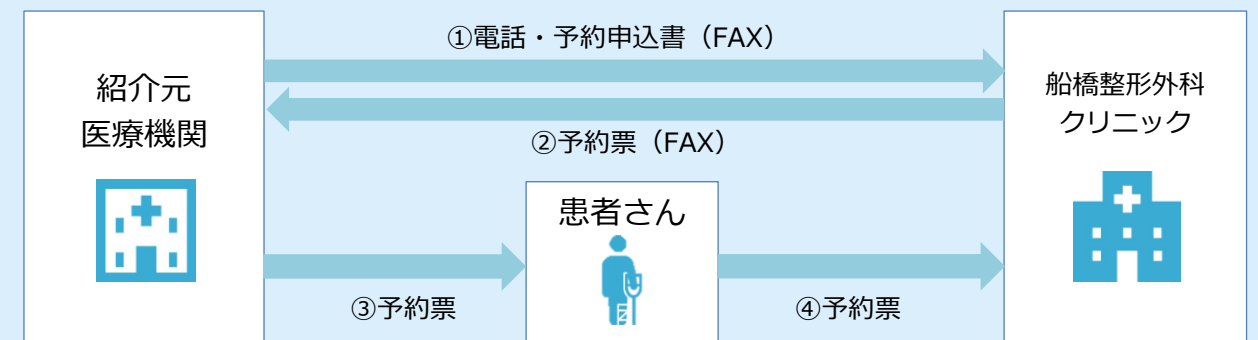 ①電話・予約申込書（FAX）
紹介元
医療機関
船橋整形外科
クリニック
②予約票（FAX）
患者さん
③予約票
④予約票